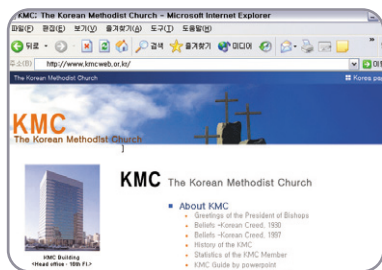 KMC: The Korean Methodist Church - Microsoft Internet Explorer
파일(F) 편집(E) 보기(V) 즐겨찾기(A) 도구(T) 도움말(H)
뒤로 검색 즐겨찾기 미디어
주소(D) http://www.kmcweb.or.kr/
The Korean Methodist Church Korea
KMC
The Korean Methodist Church
]
KMC The Korean Methodist Church
About KMC
Greetings of the President of Bishops
Beliefs -Korean Creed, 1930
Beliefs -Korean Creed, 1997
History of the KMC
Statistics of the KMC Member
KMC Guide by powerpoint
KMC Building
<Head office - 16th Fl.>